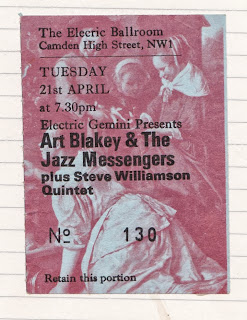 The Elecric Ballroom
Camden High Street, NW1
TUESDAY
21st APRIL
at 7.30pm
Electric Gemini Presents
Art Blakey & The
Jazz Messengers
plus Steve Williamson
Quintet
No 130
Retain this portion